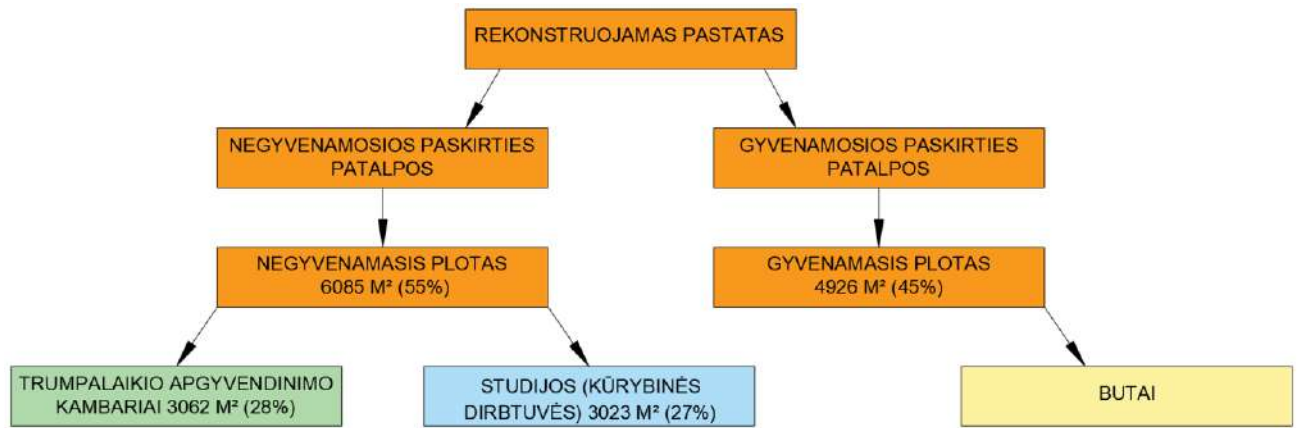 REKONSTRUOJAMAS PASTATAS
NEGYVENAMOSIOS PASKIRTIES
PATALPOS
GYVENAMOSIOS PASKIRTIES
PATALPOS
NEGYVENAMASIS PLOTAS
6085 M² (55%)
GYVENAMASIS PLOTAS
4926 M² (45%)
TRUMPALAIKIO APGYVENDINIMO
KAMBARIAI 3062 M² (28%)
STUDIJOS (KŪRYBINĖS
DIRBTUVĖS) 3023 M² (27%)
BUTAI